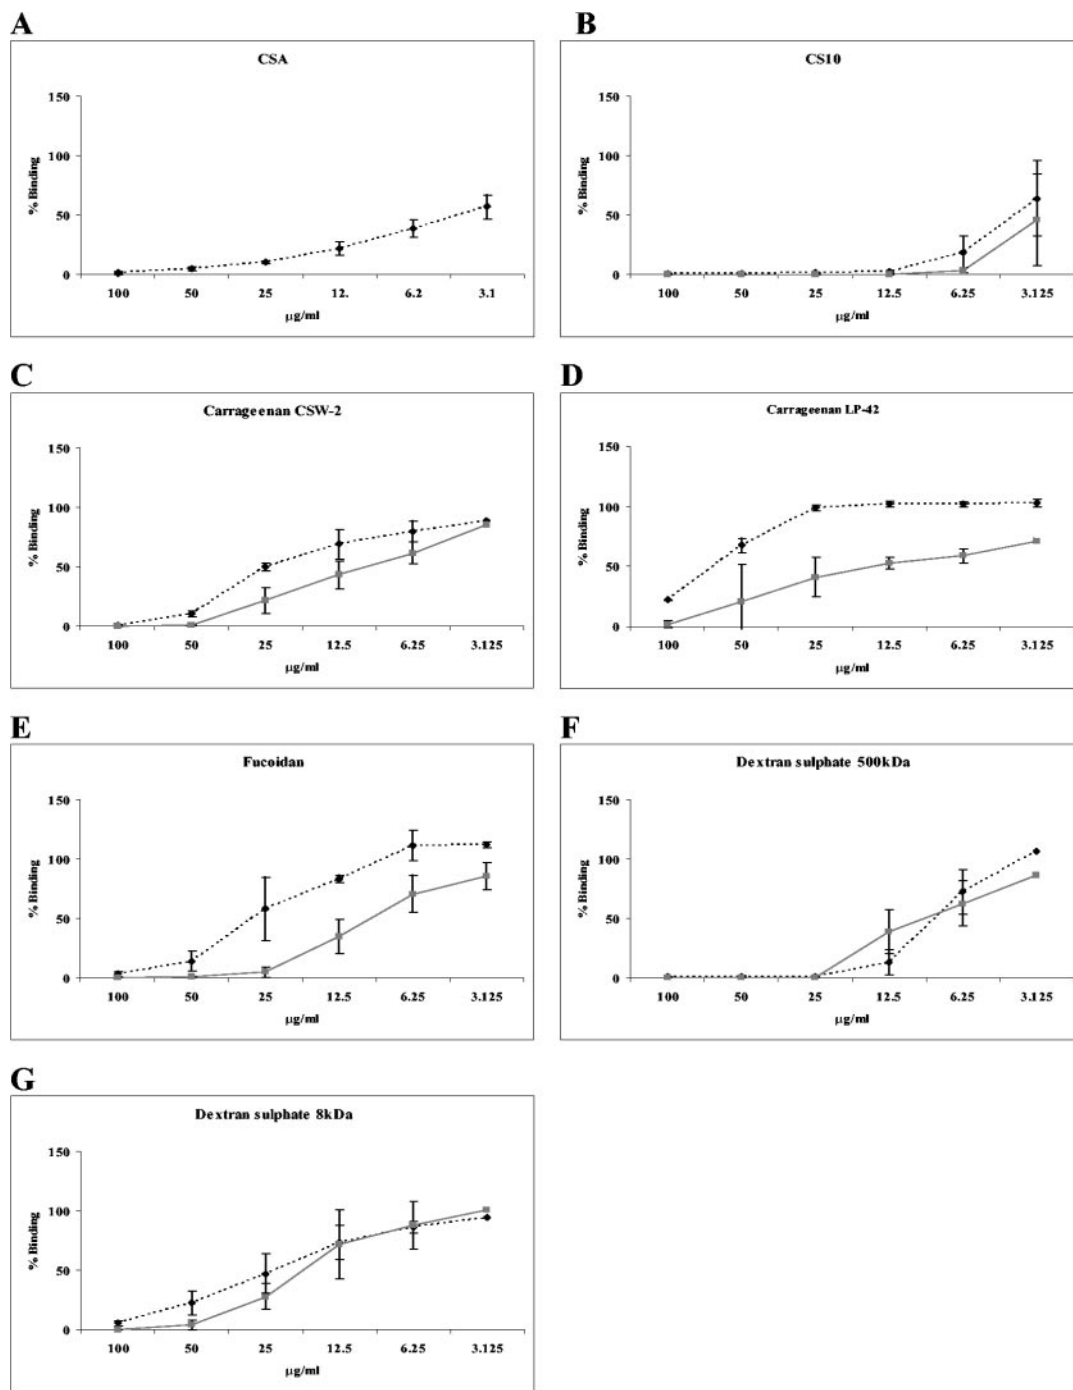 A
CSA
150
100
50
0
% Binding
100 50 25 12. 6.2 3.1
µg/ml
B
CS10
150
100
50
0
% Binding
100 50 25 12.5 6.25 3.125
µg/ml
C
Carrageenan CSW-2
150
100
50
0
% Binding
100 50 25 12.5 6.25 3.125
µg/ml
D
Carrageenan LP-42
150
100
50
0
% Binding
100 50 25 12.5 6.25 3.125
µg/ml
E
Fucoidan
150
100
50
0
% Binding
100 50 25 12.5 6.25 3.125
µg/ml
F
Dextran sulphate 500kDa
150
100
50
0
% Binding
100 50 25 12.5 6.25 3.125
µg/ml
G
Dextran sulphate 8kDa
150
100
50
0
% Binding
100 50 25 12.5 6.25 3.125
µg/ml